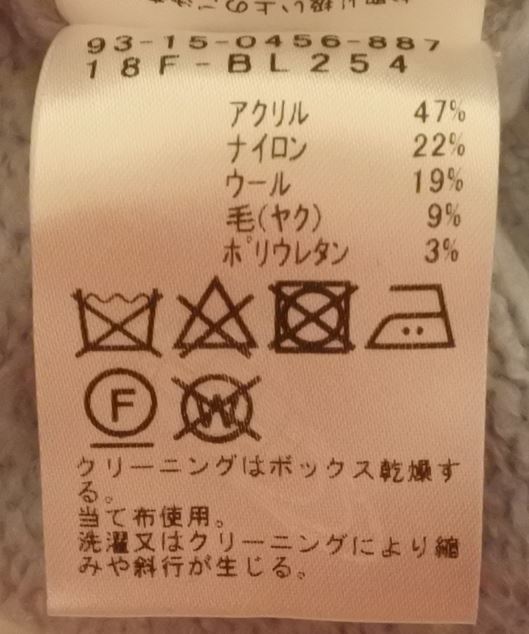 93-15-0456-887
18F-BL254
アクリル 47%
ナイロン 22%
ウール 19%
毛(ヤク) 9%
ポリウレタン 3%
F W
クリーニングはボックス乾燥す
る。
当て布使用。
洗濯又はクリーニングにより縮
みや斜行が生じる。